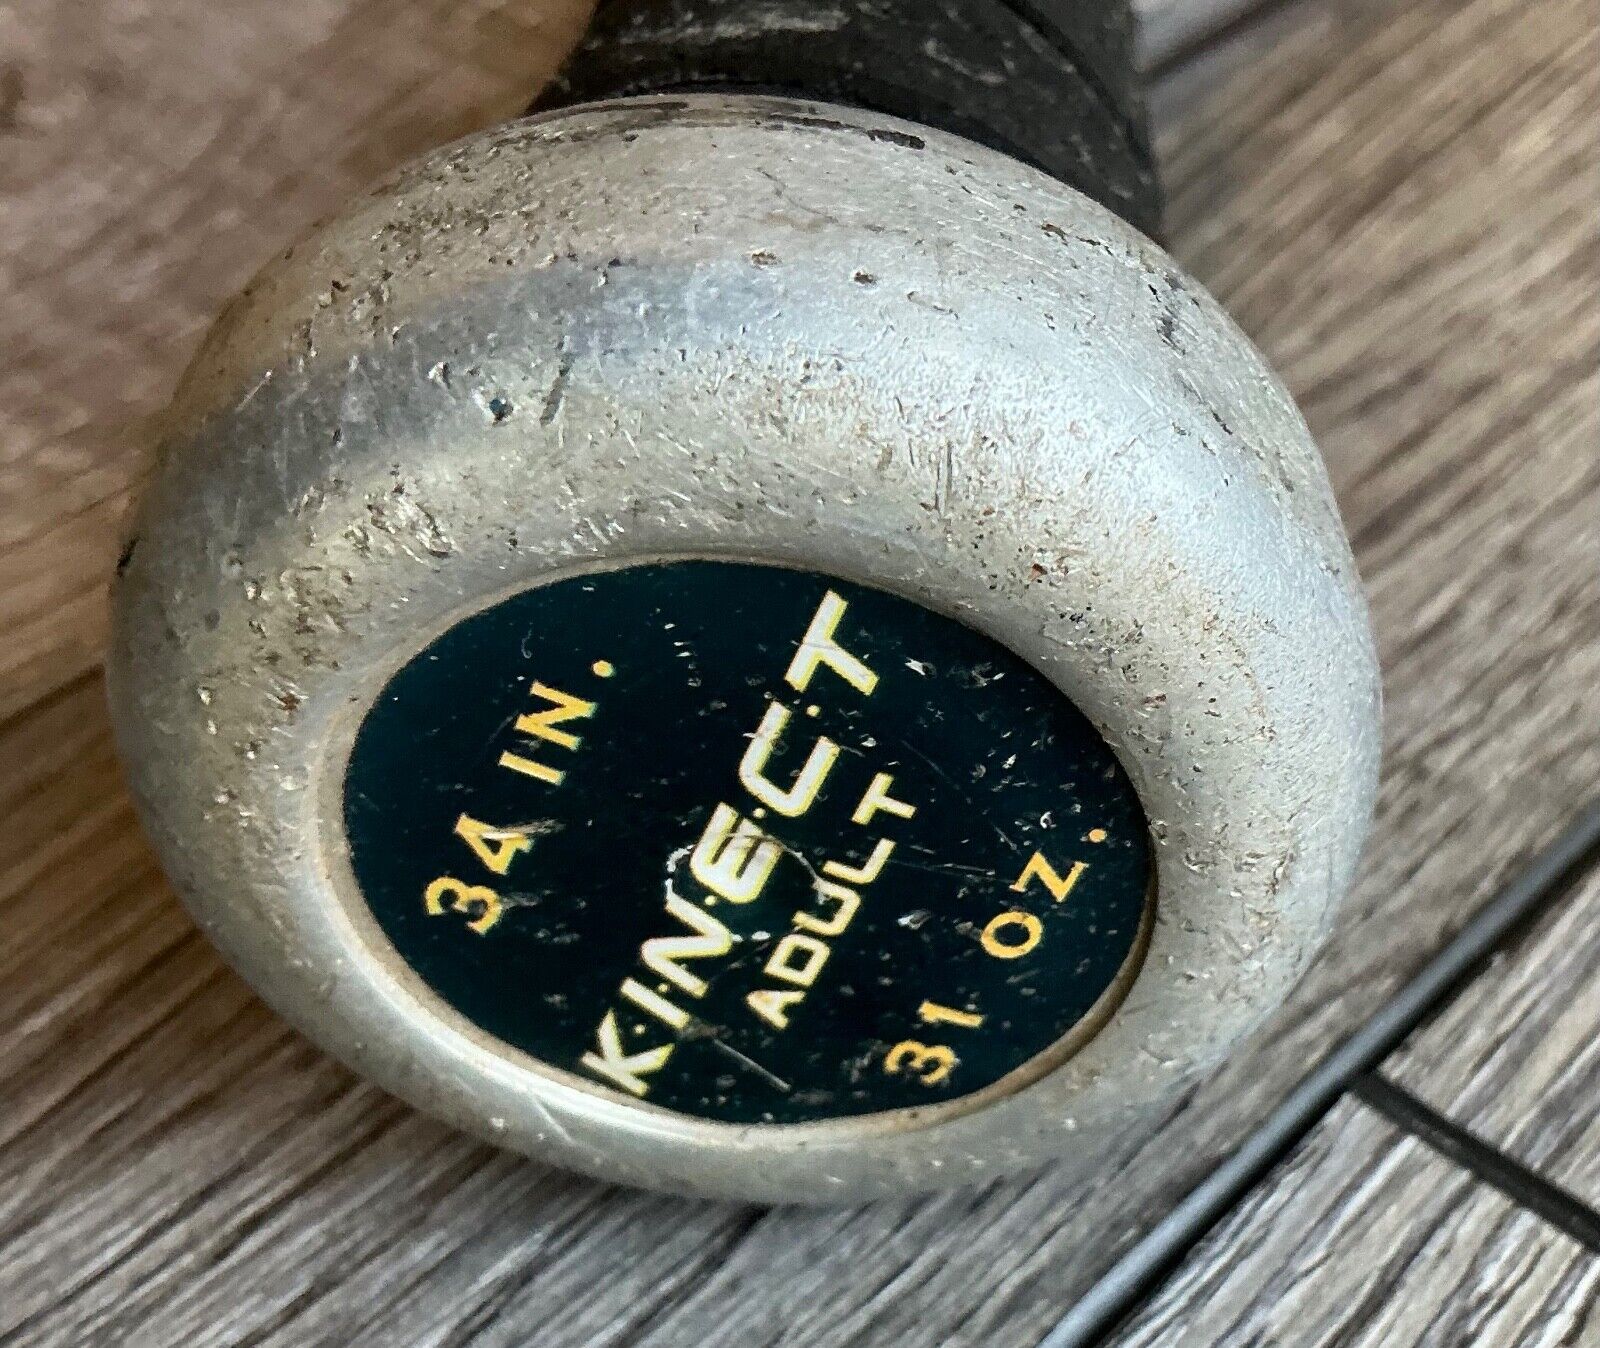 34 IN.
K·I·N·E·C·T
ADULT
31 OZ.